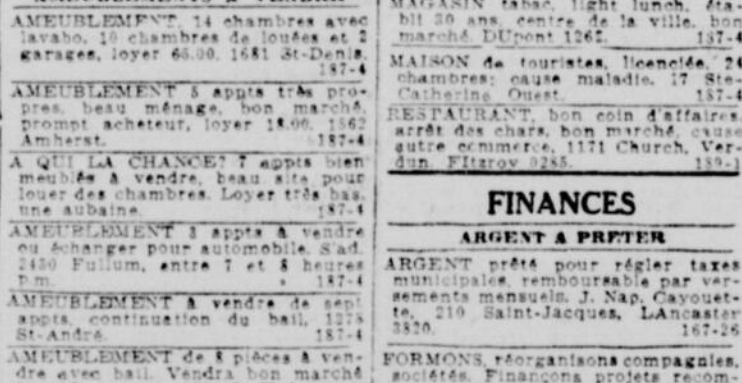 AMEUBLEMENT, 14 chambres avec
lavabo, 10 chambres de louées et 2
garages, loyer 65.00. 1681 St-Denis.
187-4
AMEUBLEMENT 5 appts très pro-
pres, beau ménage, bon marché,
prompt acheteur, loyer 18.00. 1562
Amherst. 187-4
A QUI LA CHANCE? 7 appts bien
meublés à vendre, beau site pour
louer des chambres. Loyer très bas,
une aubaine. 187-4
AMEUBLEMENT 3 appts à vendre
ou échanger pour automobile. S'ad.
2430 Fullum, entre 7 et 8 heures
p.m. 187-4
AMEUBLEMENT à vendre de sept
appts, continuation du bail, 1275
St-André. 187-4
AMEUBLEMENT de 8 pièces à ven-
dre avec bail. Vendra bon marché
MAGASIN tabac, light lunch, éta-
bli 30 ans, centre de la ville, bon
marché. DUpont 1262. 187-4
MAISON de touristes, licenciée, 24
chambres; cause maladie. 17 Ste-
Catherine Ouest. 187-4
RESTAURANT, bon coin d'affaires,
arrêt des chars, bon marché, cause
autre commerce, 1171 Church, Ver-
dun. FItzroy 0285. 189-1
FINANCES
ARGENT A PRETER
ARGENT prêté pour régler taxes
municipales, remboursable par ver-
sements mensuels. J. Nap. Cayouet-
te, 210 Saint-Jacques, LAncaster
3820. 167-26
FORMONS, réorganisons compagnies,
sociétés. Finançons projets recom-